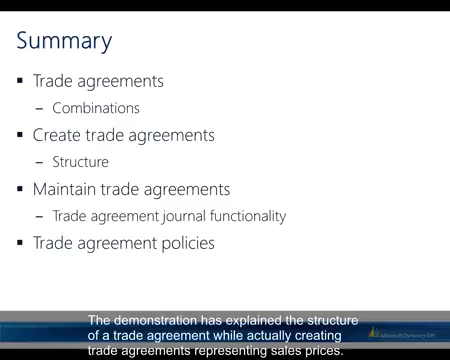 Summary
▪ Trade agreements
– Combinations
▪ Create trade agreements
– Structure
▪ Maintain trade agreements
– Trade agreement journal functionality
▪ Trade agreement policies
The demonstration has explained the structure
of a trade agreement while actually creating
trade agreements representing sales prices.
Microsoft Dynamics ERP